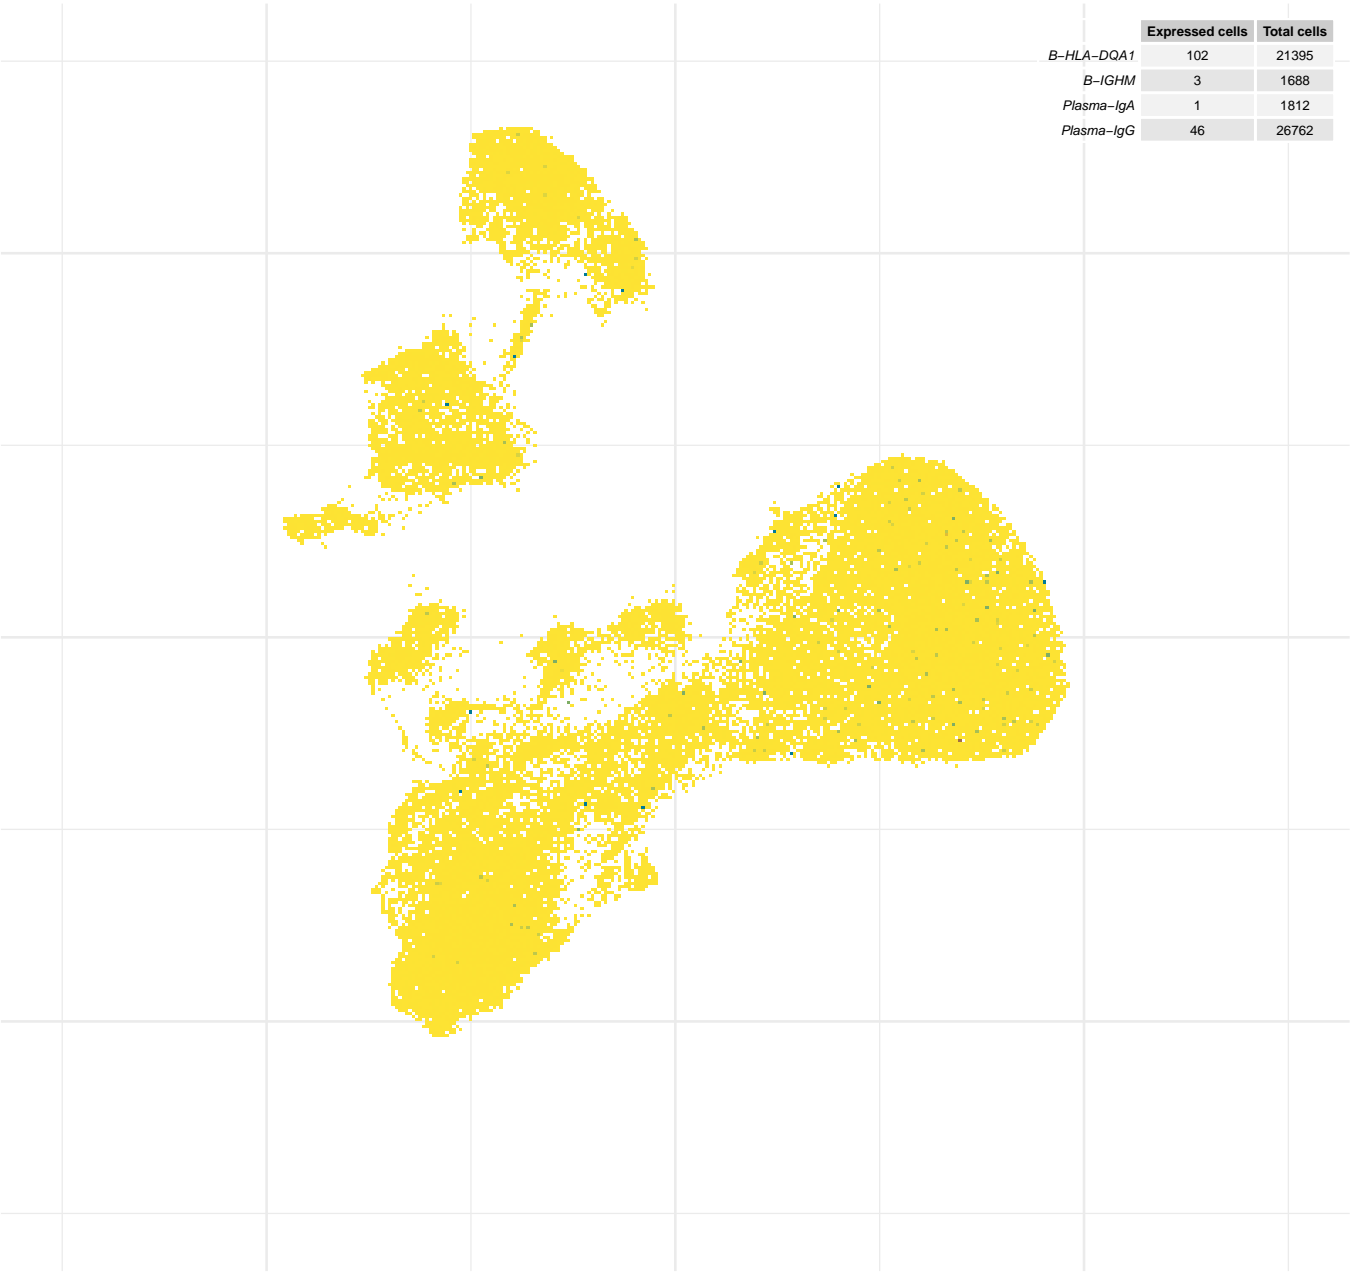 Expressed cells Total cells
B−HLA−DQA1 102 21395
B−IGHM 3 1688
Plasma−IgA 1 1812
Plasma−IgG 46 26762